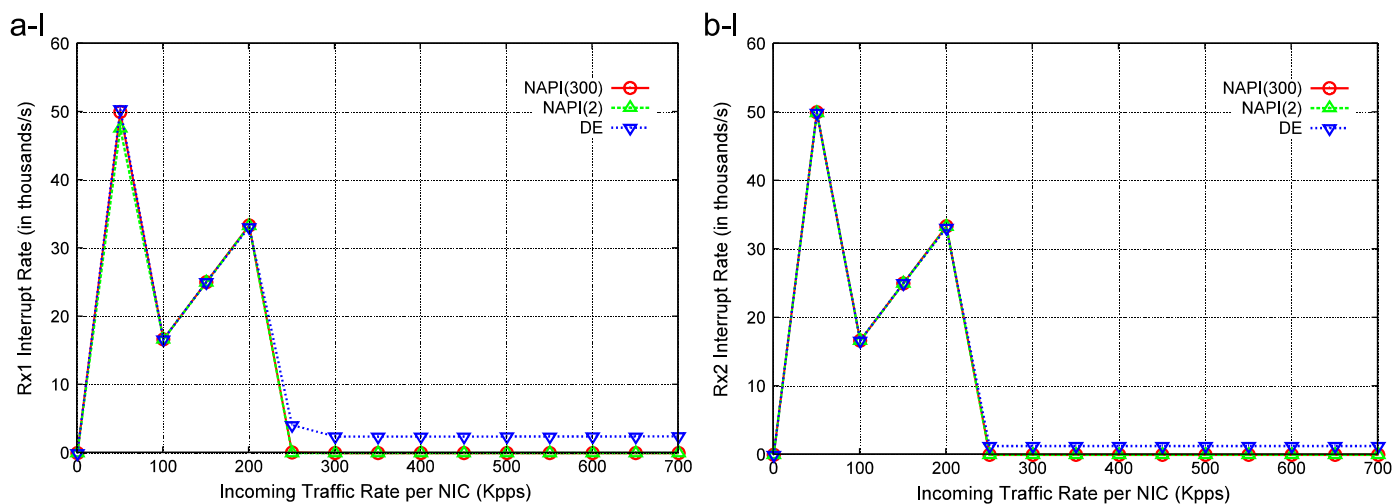 a-I
60
50
40
30
20
10
0
Rx1 Interrupt Rate (in thousands/s)
NAPI(300)
NAPI(2)
DE
0 100 200 300 400 500 600 700
Incoming Traffic Rate per NIC (Kpps)
b-I
60
50
40
30
20
10
0
Rx2 Interrupt Rate (in thousands/s)
NAPI(300)
NAPI(2)
DE
0 100 200 300 400 500 600 700
Incoming Traffic Rate per NIC (Kpps)